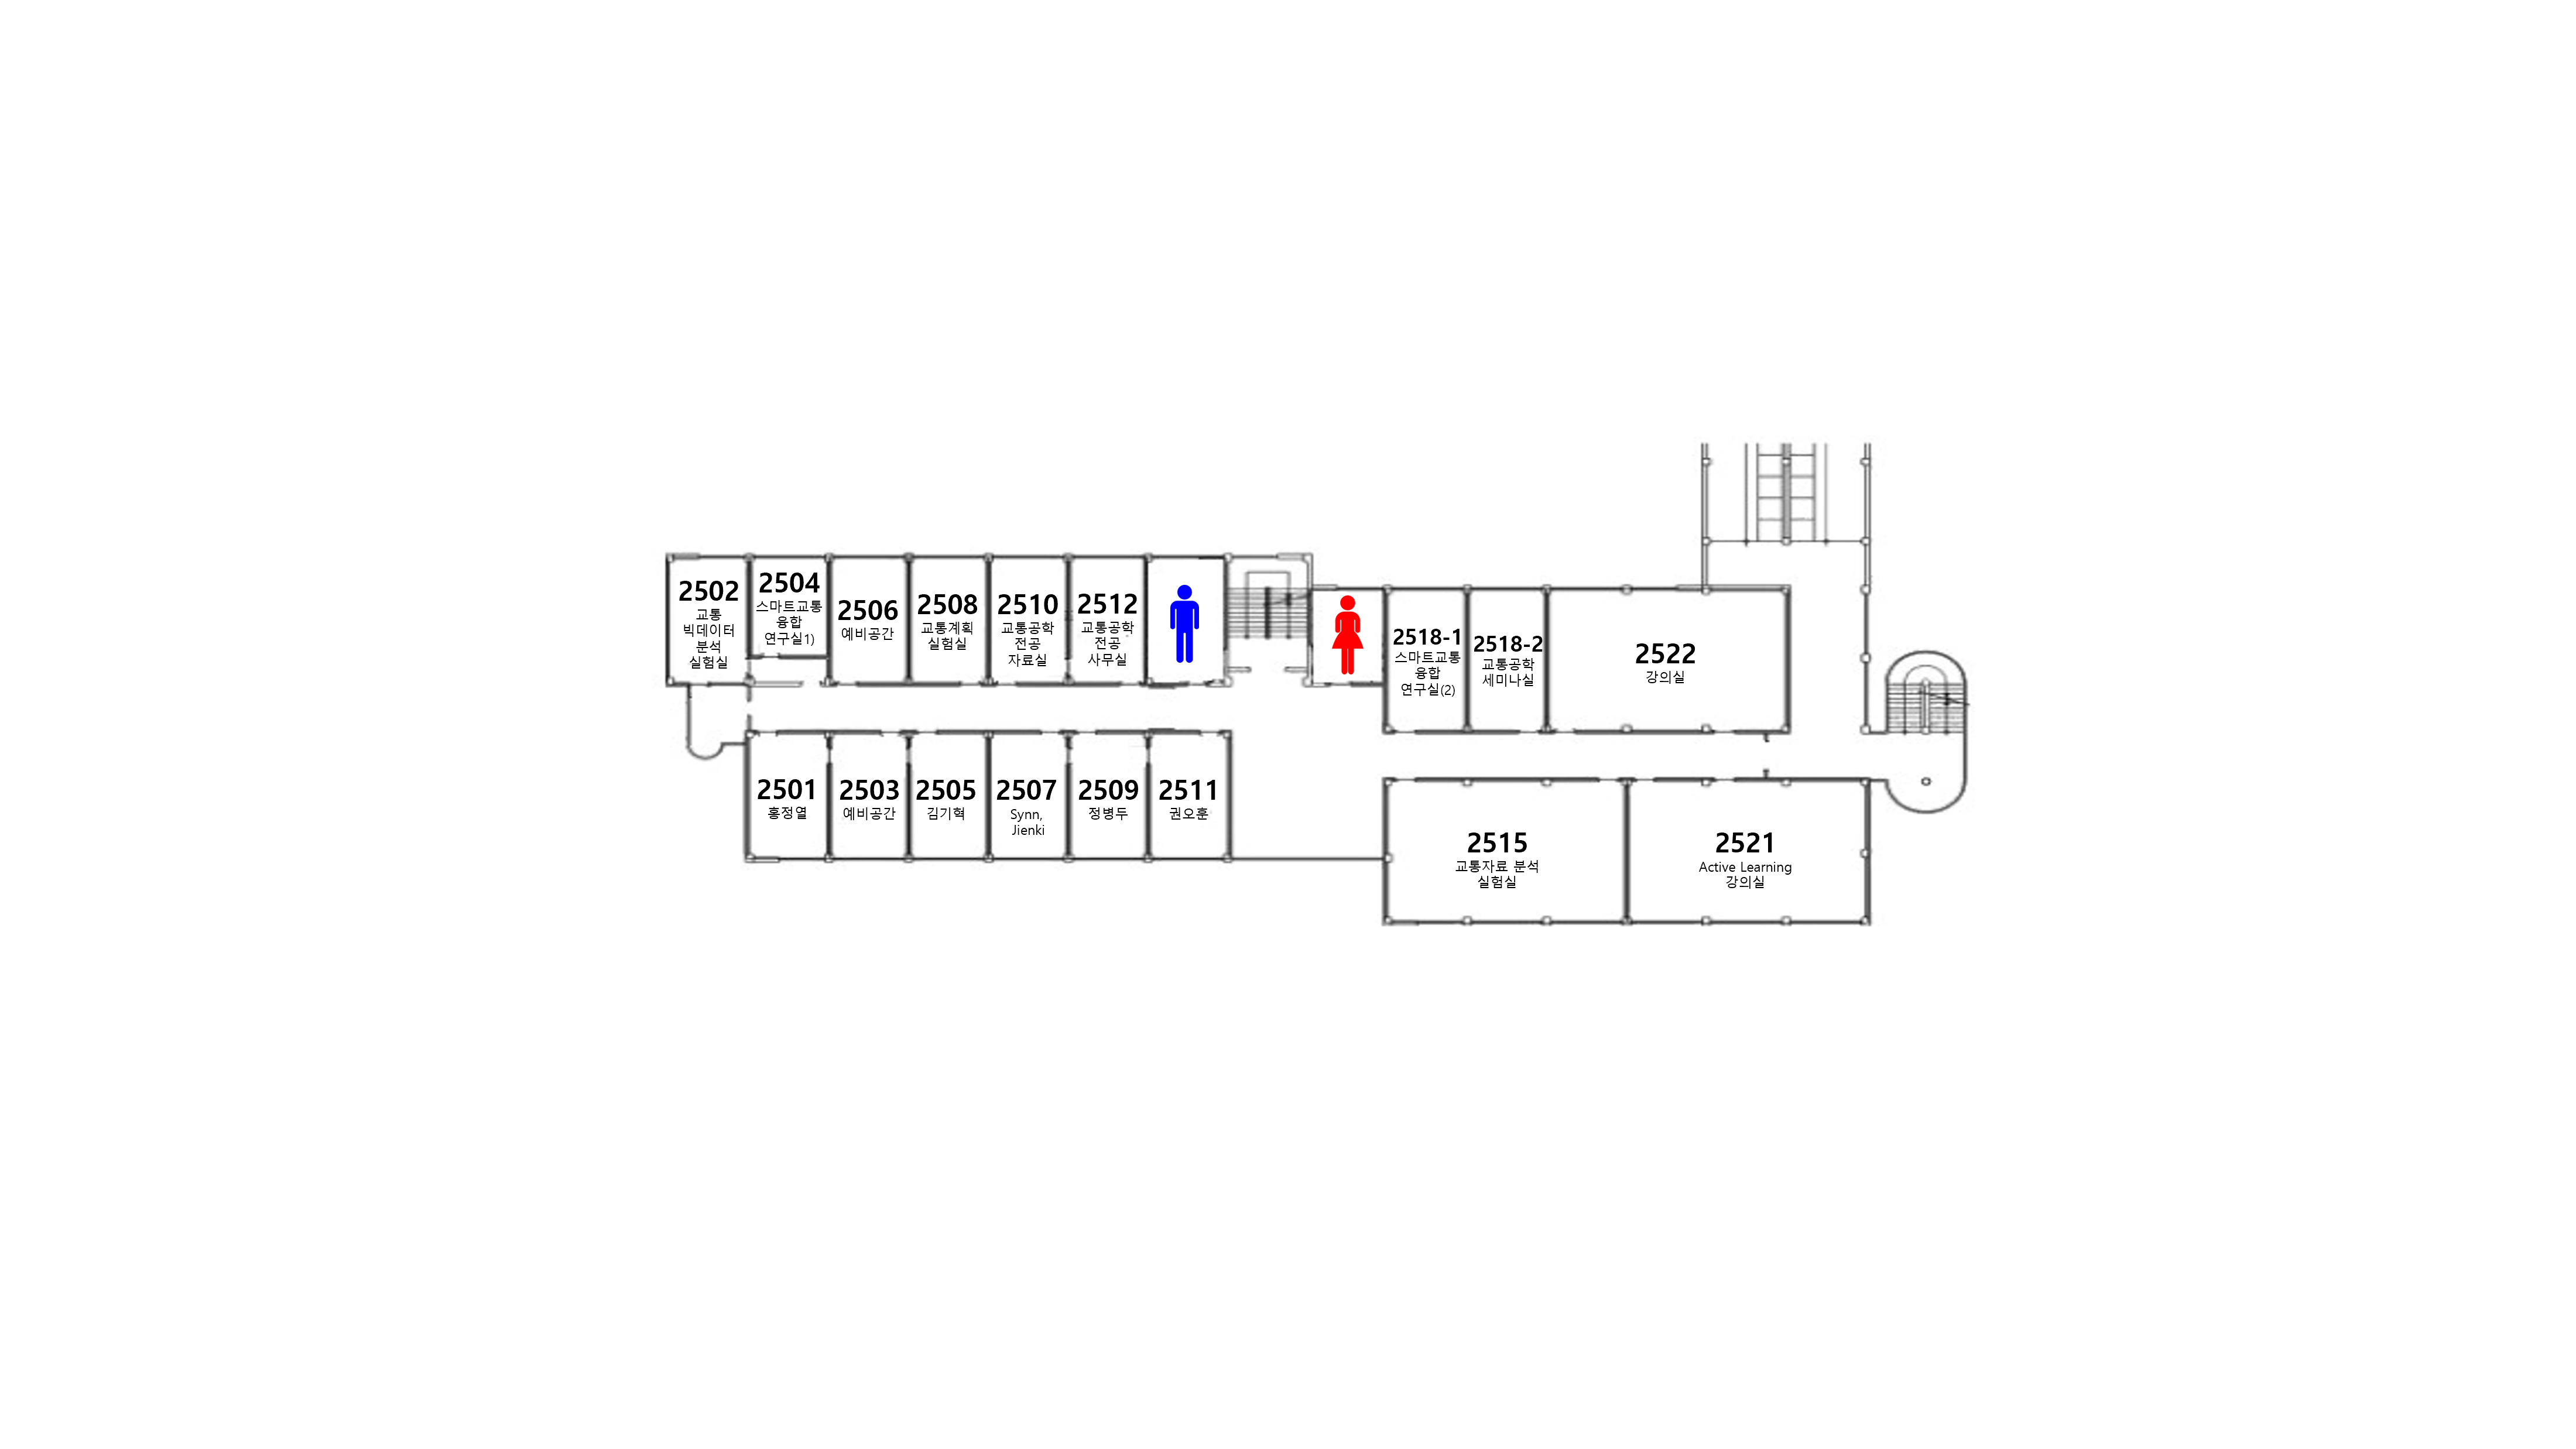 2502
교통
빅데이터
분석
실험실
2504
스마트교통
융합
연구실1)
2506
예비공간
2508
교통계획
실험실
2510
교통공학
전공
자료실
2512
교통공학
전공
사무실
2518-1
스마트교통
융합
연구실(2)
2518-2
교통공학
세미나실
2522
강의실
2501
홍정열
2503
예비공간
2505
김기혁
2507
Synn,
Jienki
2509
정병두
2511
권오훈
2515
교통자료 분석
실험실
2521
Active Learning
강의실